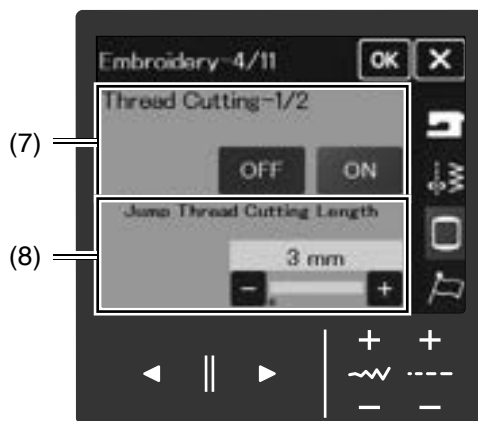 Embroidery-4/11 OK X
Thread Cutting-1/2
(7)
OFF ON
Jump Thread Cutting Length
(8)
3 mm
- +
+ +
- -